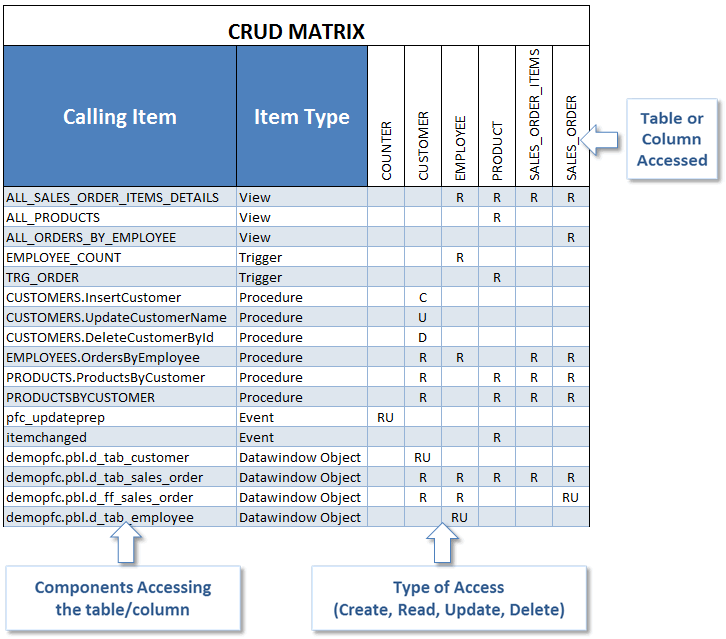 CRUD MATRIX
Calling Item Item Type COUNTER CUSTOMER EMPLOYEE PRODUCT SALES_ORDER_ITEMS SALES_ORDER
Table or
Column
Accessed
ALL_SALES_ORDER_ITEMS_DETAILS View R R R R
ALL_PRODUCTS View R
ALL_ORDERS_BY_EMPLOYEE View R
EMPLOYEE_COUNT Trigger R
TRG_ORDER Trigger R
CUSTOMERS.InsertCustomer Procedure C
CUSTOMERS.UpdateCustomerName Procedure U
CUSTOMERS.DeleteCustomerById Procedure D
EMPLOYEES.OrdersByEmployee Procedure R R R R
PRODUCTS.ProductsByCustomer Procedure R R R R
PRODUCTSBYCUSTOMER Procedure R R R R
pfc_updateprep Event RU
itemchanged Event R
demopfc.pbl.d_tab_customer Datawindow Object RU
demopfc.pbl.d_tab_sales_order Datawindow Object R R R R R
demopfc.pbl.d_ff_sales_order Datawindow Object R R RU
demopfc.pbl.d_tab_employee Datawindow Object RU
Components Accessing
the table/column
Type of Access
(Create, Read, Update, Delete)